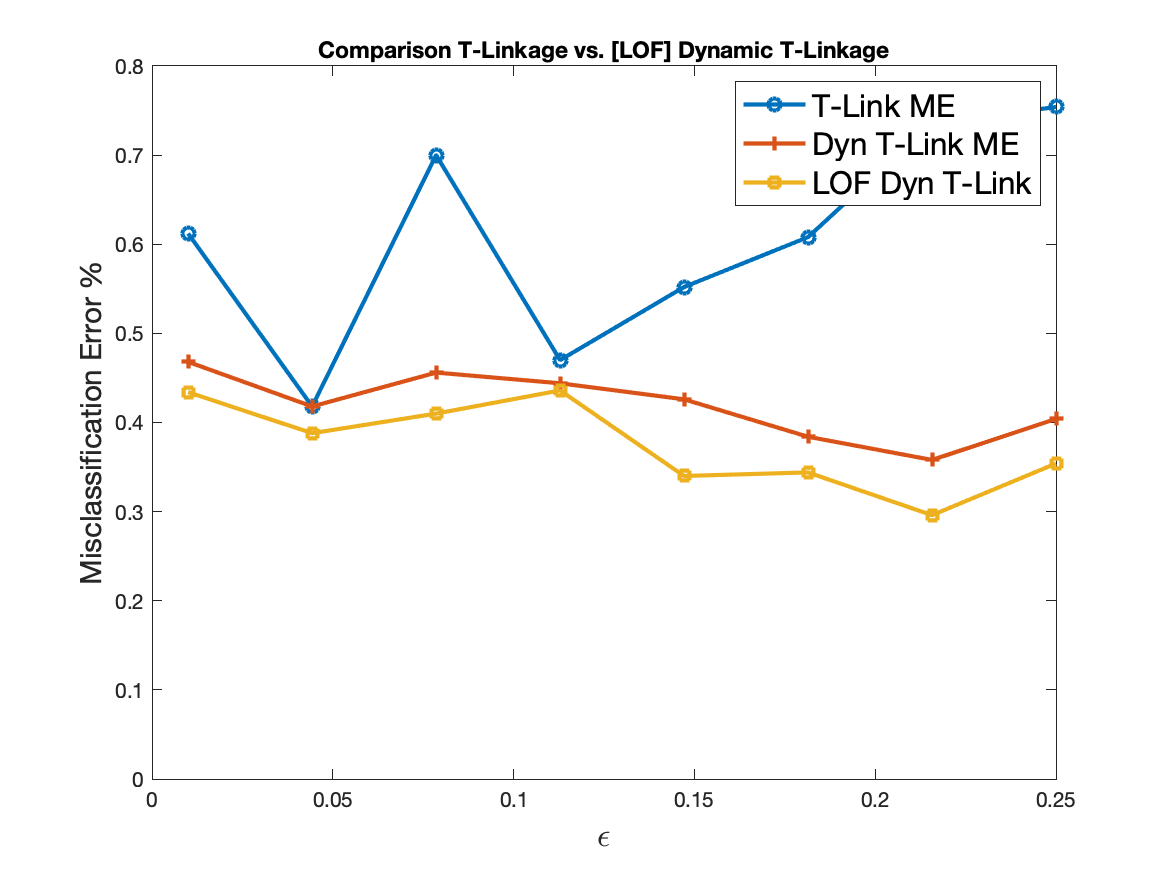 Comparison T-Linkage vs. [LOF] Dynamic T-Linkage
T-Link ME
Dyn T-Link ME
LOF Dyn T-Link
Misclassification Error %
0.8
0.7
0.6
0.5
0.4
0.3
0.2
0.1
0
0
0.05
0.1
0.15
0.2
0.25
ϵ